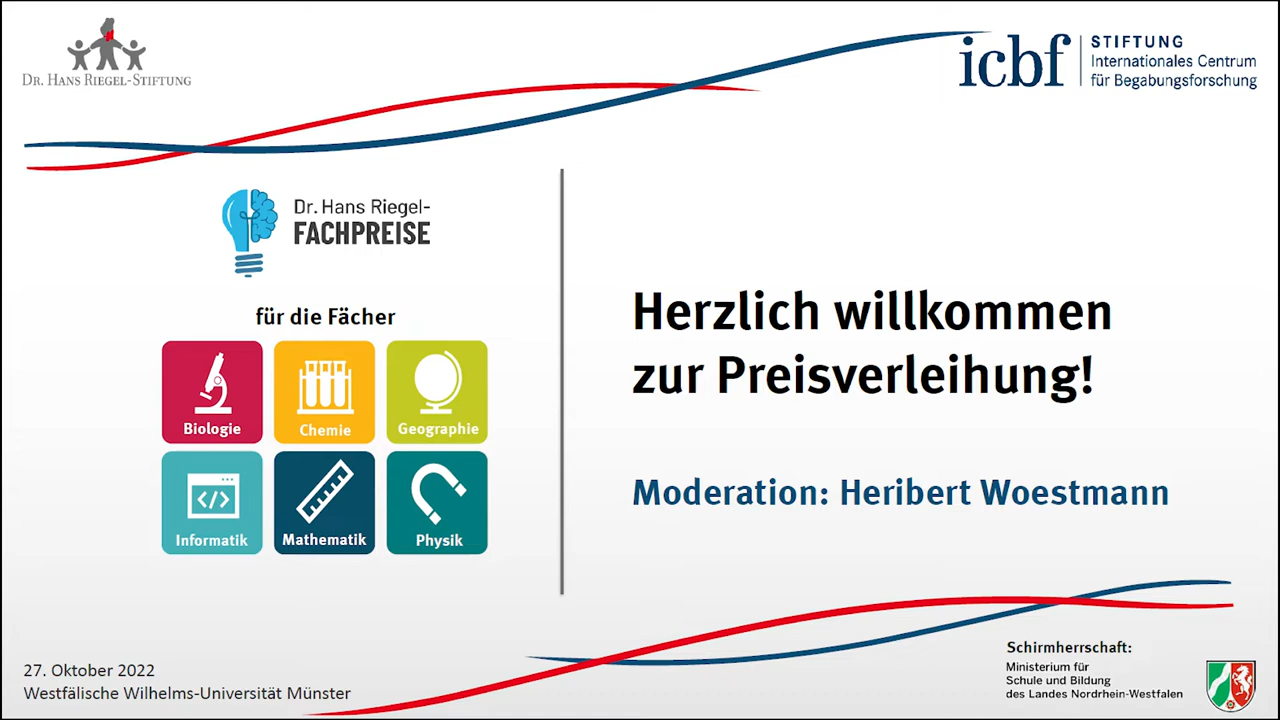 Dr. Hans Riegel-Stiftung
icbf
STIFTUNG
Internationales Centrum
für Begabungsforschung
Dr. Hans Riegel-
FACHPREISE
für die Fächer
Biologie
Chemie
Geographie
Informatik
Mathematik
Physik
Herzlich willkommen
zur Preisverleihung!
Moderation: Heribert Woestmann
27. Oktober 2022
Westfälische Wilhelms-Universität Münster
Schirmherrschaft:
Ministerium für
Schule und Bildung
des Landes Nordrhein-Westfalen